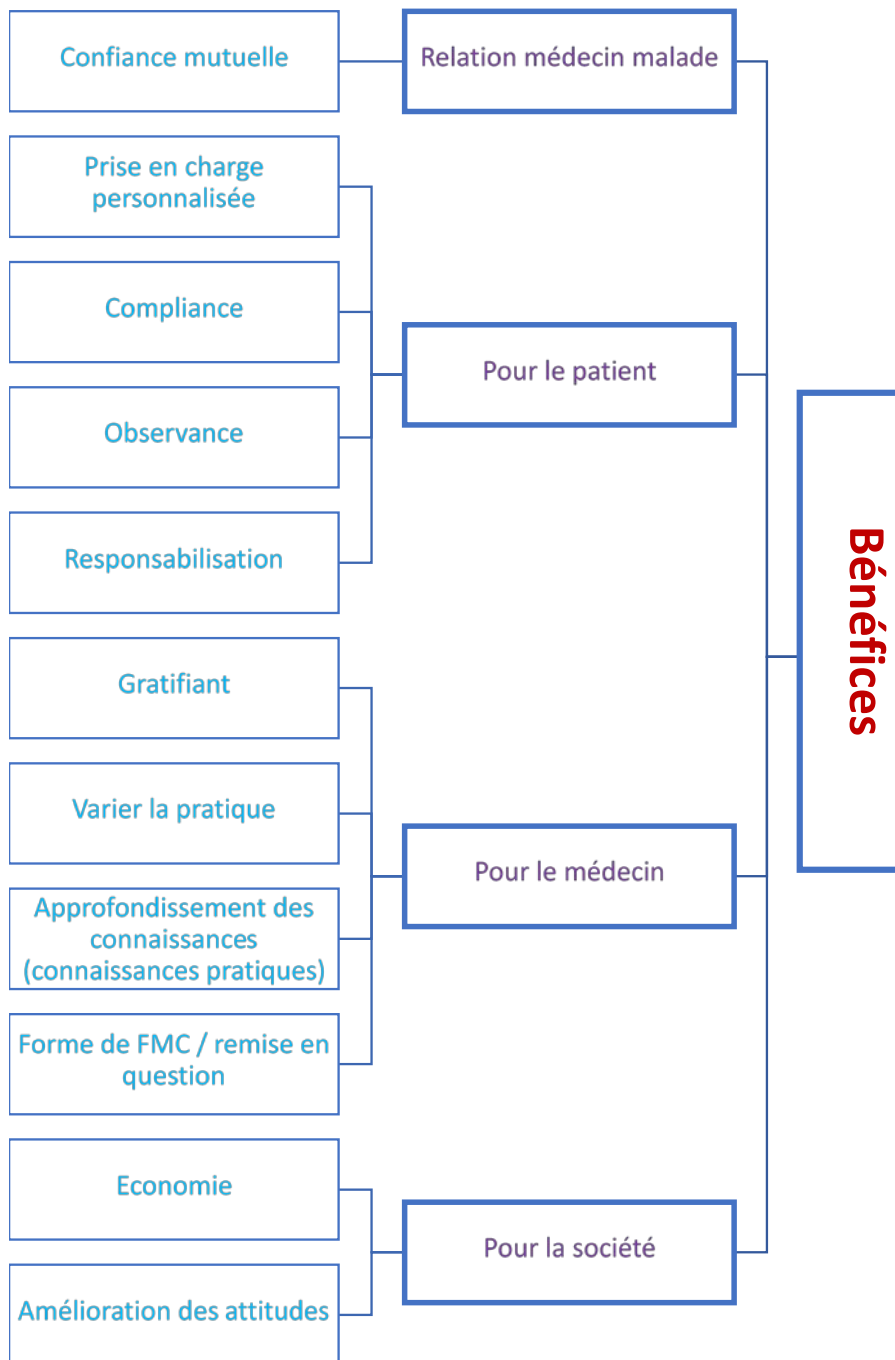 Confiance mutuelle
Relation médecin malade
Prise en charge
personnalisée
Compliance
Pour le patient
Observance
Responsabilisation
Bénéfices
Gratifiant
Varier la pratique
Pour le médecin
Approfondissement des
connaissances
(connaissances pratiques)
Forme de FMC / remise en
question
Economie
Pour la société
Amélioration des attitudes